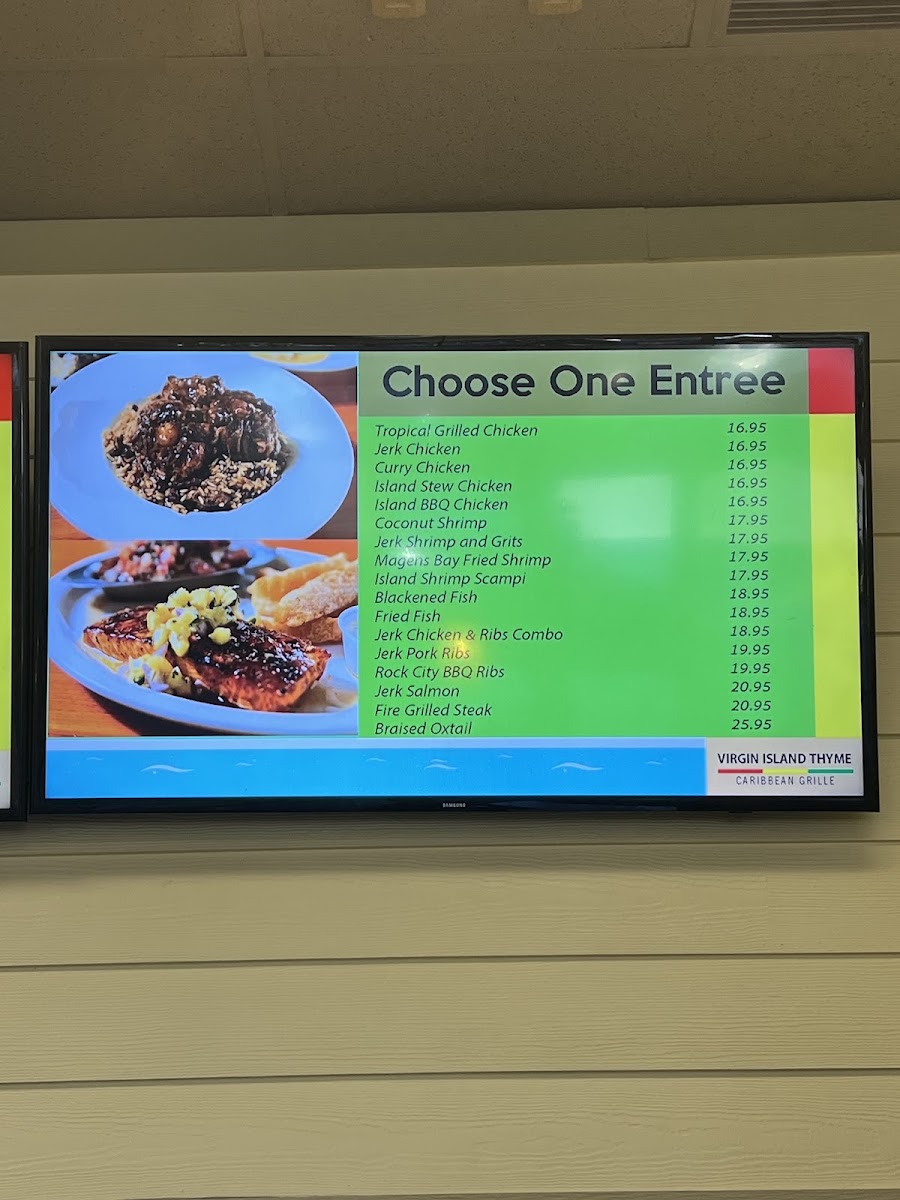 Choose One Entree
Tropical Grilled Chicken 16.95
Jerk Chicken 16.95
Curry Chicken 16.95
Island Stew Chicken 16.95
Island BBQ Chicken 16.95
Coconut Shrimp 17.95
Jerk Shrimp and Grits 17.95
Magens Bay Fried Shrimp 17.95
Island Shrimp Scampi 17.95
Blackened Fish 18.95
Fried Fish 18.95
Jerk Chicken & Ribs Combo 18.95
Jerk Pork Ribs 19.95
Rock City BBQ Ribs 19.95
Jerk Salmon 20.95
Fire Grilled Steak 20.95
Braised Oxtail 25.95
VIRGIN ISLAND THYME
CARIBBEAN GRILLE
SAMSUNG